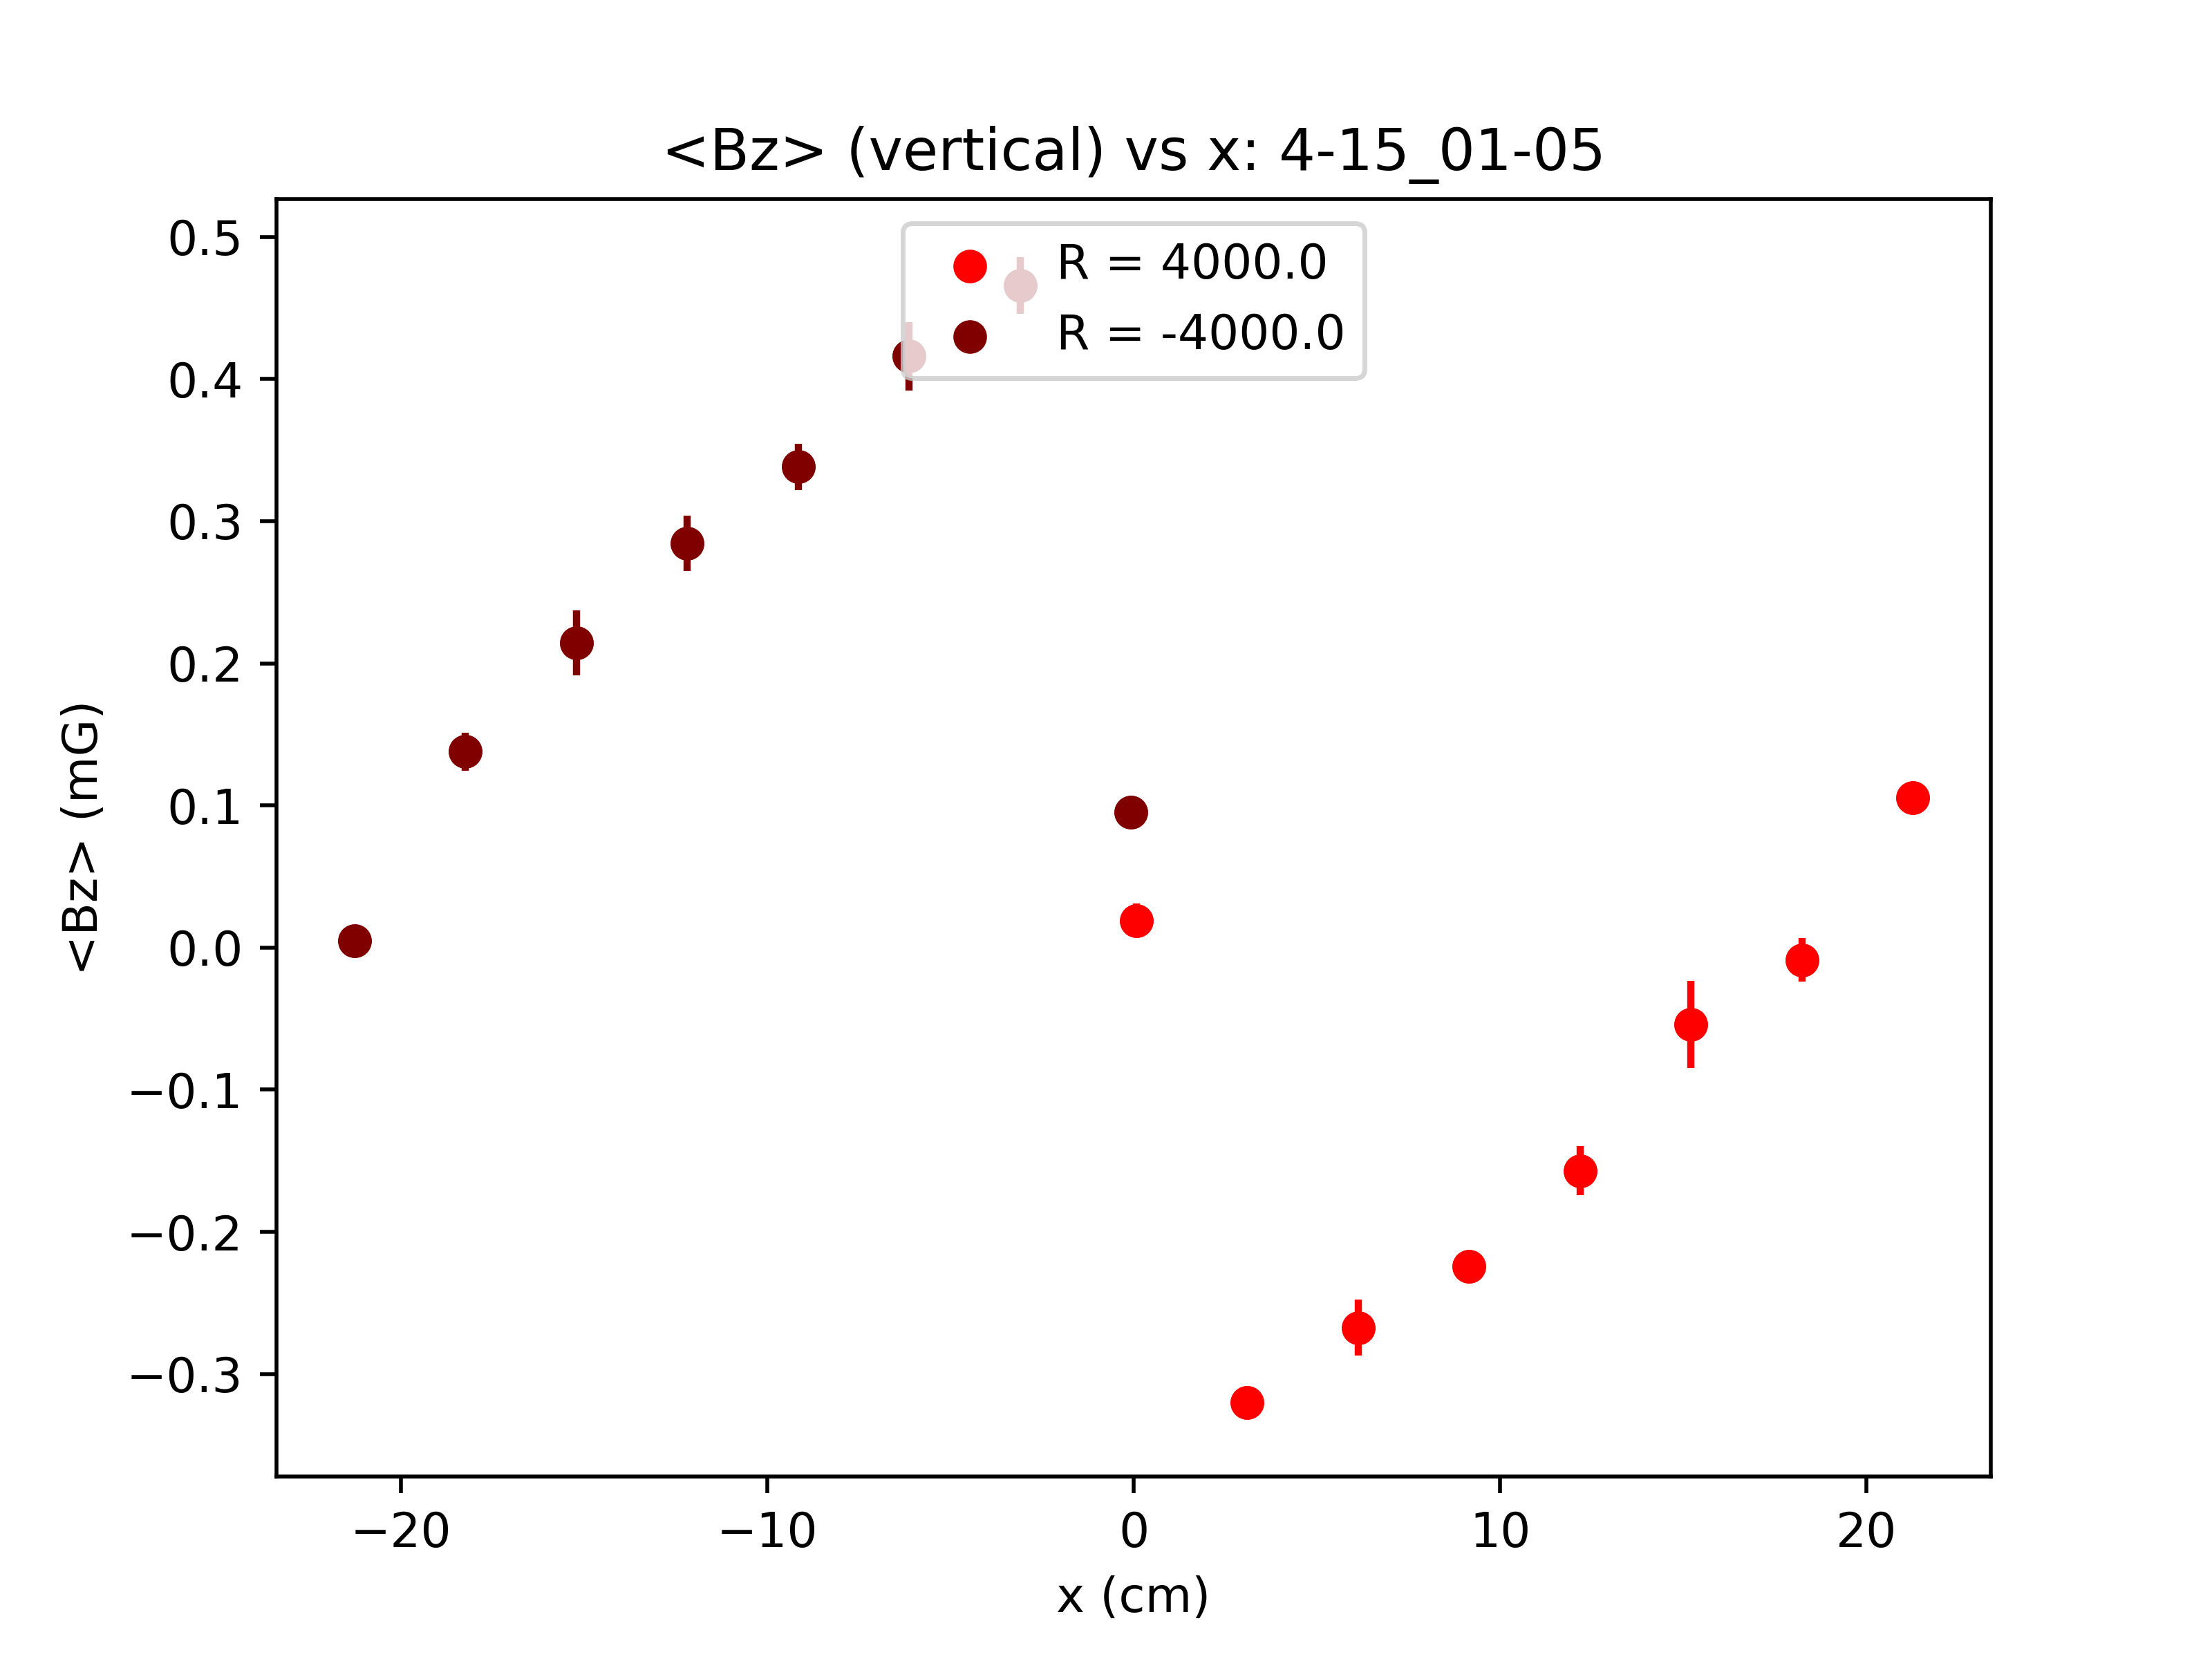 <Bz> (vertical) vs x: 4-15_01-05
R = 4000.0
R = -4000.0
<Bz> (mG)
0.5
0.4
0.3
0.2
0.1
0.0
−0.1
−0.2
−0.3
−20 −10 0 10 20
x (cm)